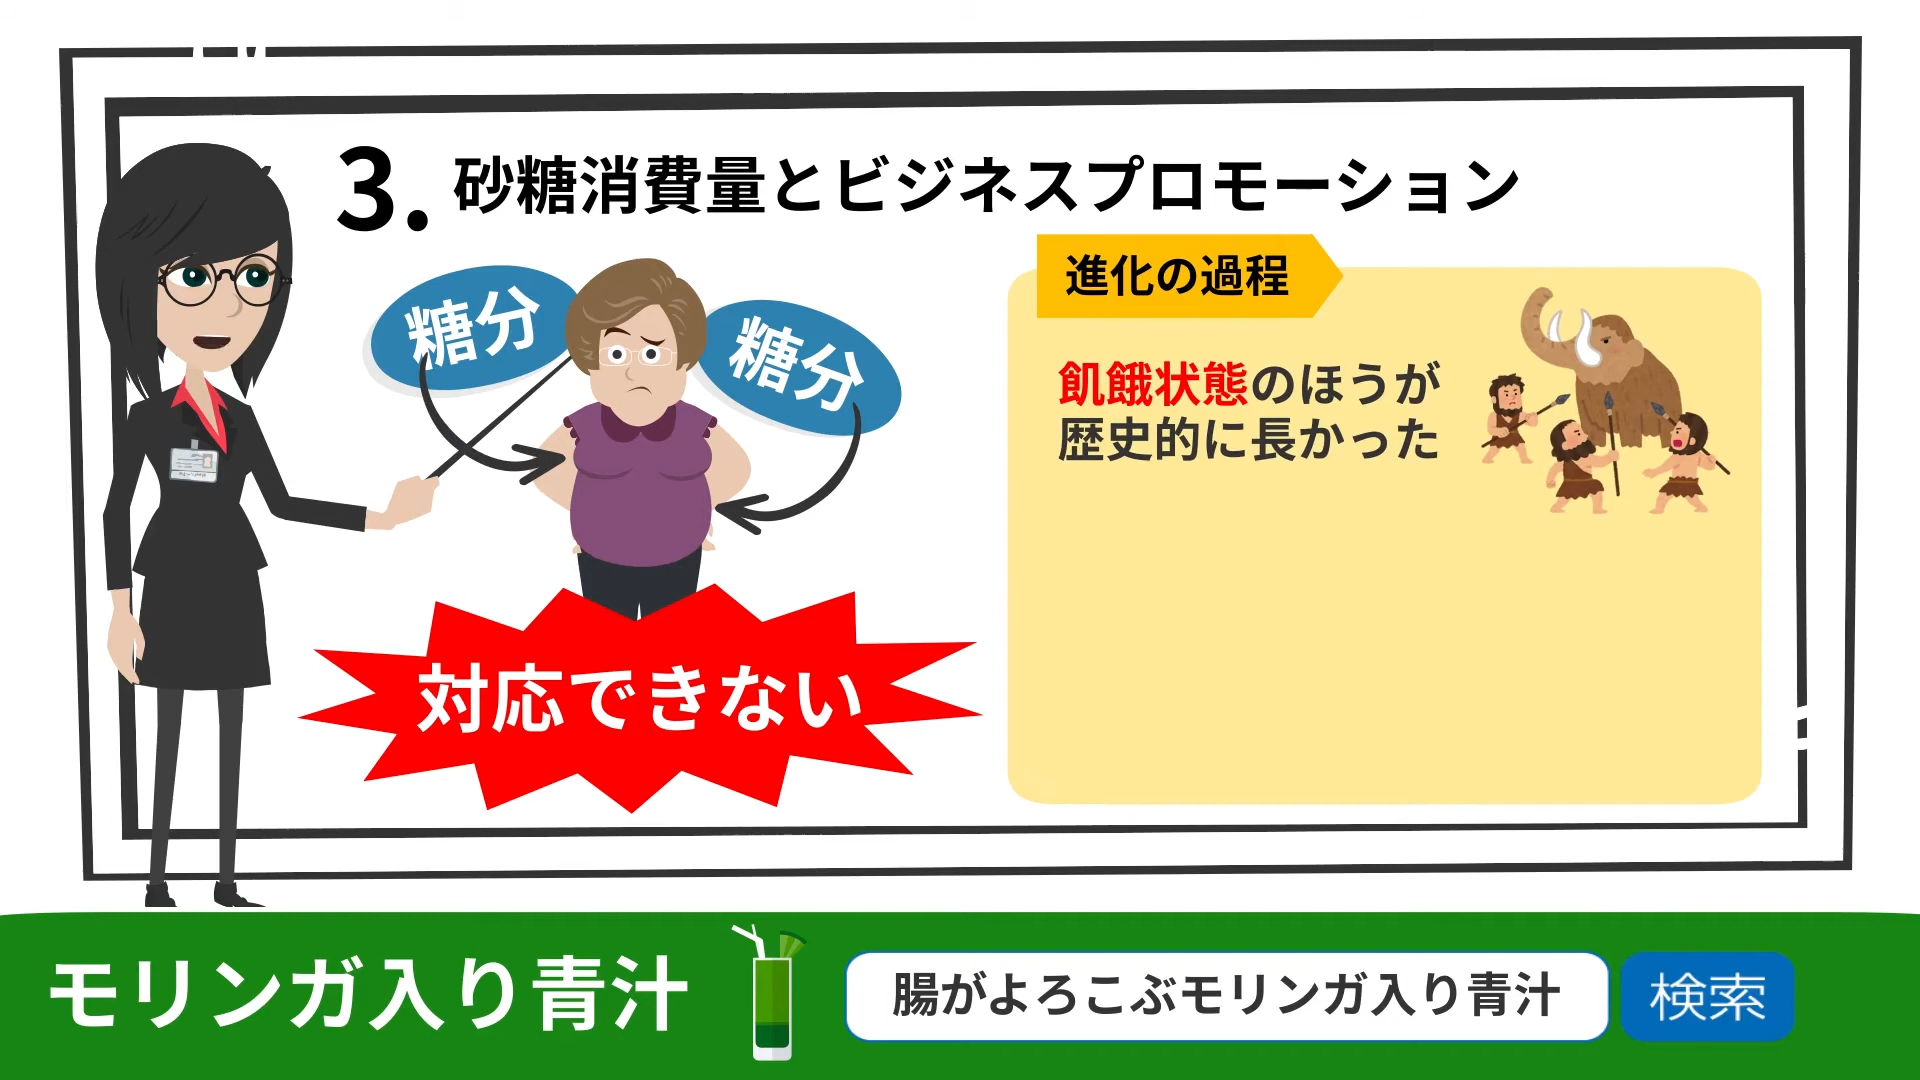 3. 砂糖消費量とビジネスプロモーション
糖分
糖分
対応できない
進化の過程
飢餓状態のほうが
歴史的に長かった
モリンガ入り青汁
腸がよろこぶモリンガ入り青汁
検索